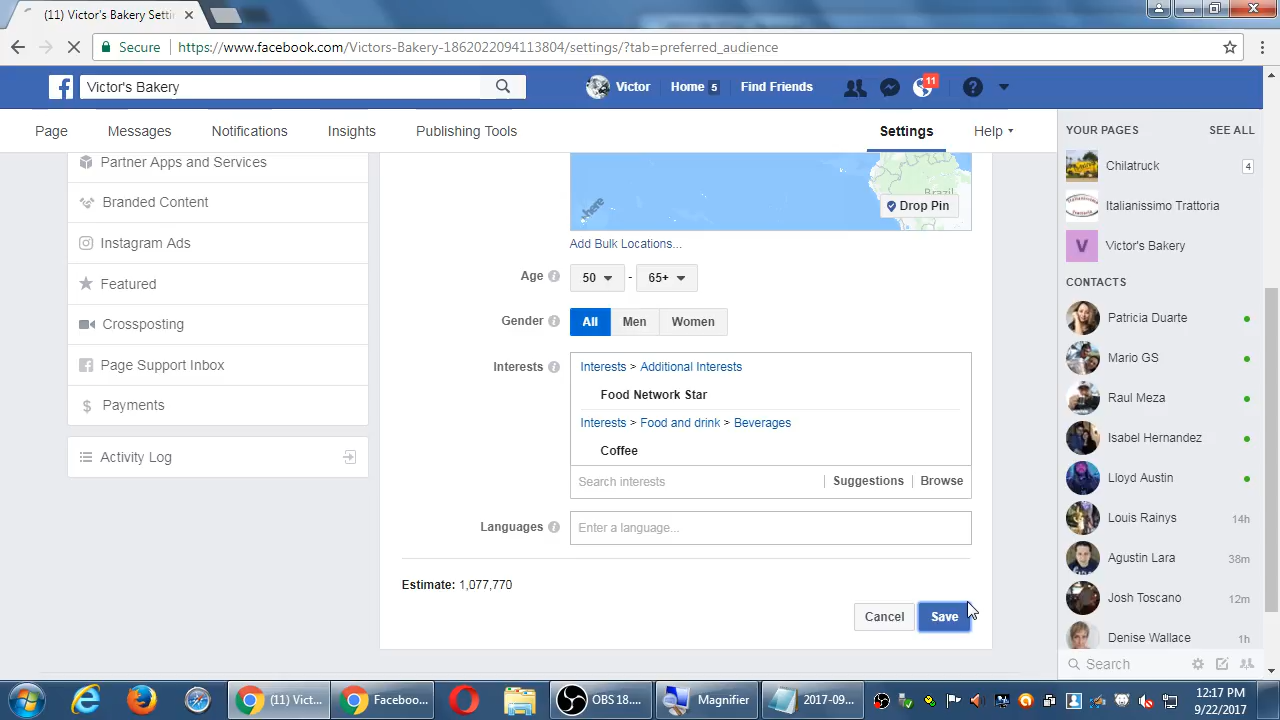 (11) Victor's Bakery Setti
Secure
https://www.facebook.com/Victors-Bakery-1862022094113804/settings/?tab=preferred_audience
Victor's Bakery
Victor
Home 5
Find Friends
11
Page
Messages
Notifications
Insights
Publishing Tools
Settings
Help
Partner Apps and Services
Branded Content
Instagram Ads
Featured
Crossposting
Page Support Inbox
Payments
Activity Log
here
Brazil
Drop Pin
Add Bulk Locations...
Age
50 - 65+
Gender
All
Men
Women
Interests
Interests > Additional Interests
Food Network Star
Interests > Food and drink > Beverages
Coffee
Search interests
Suggestions
Browse
Languages
Enter a language...
Estimate: 1,077,770
Cancel
Save
YOUR PAGES
SEE ALL
Chilatruck
4
Italianissimo Trattoria
V
Victor's Bakery
CONTACTS
Patricia Duarte
Mario GS
Raul Meza
Isabel Hernandez
Lloyd Austin
Louis Rainys
14h
Agustin Lara
38m
Josh Toscano
12m
Denise Wallace
1h
Search
(11) Vict...
Faceboo...
OBS 18....
Magnifier
2017-09...
12:17 PM
9/22/2017